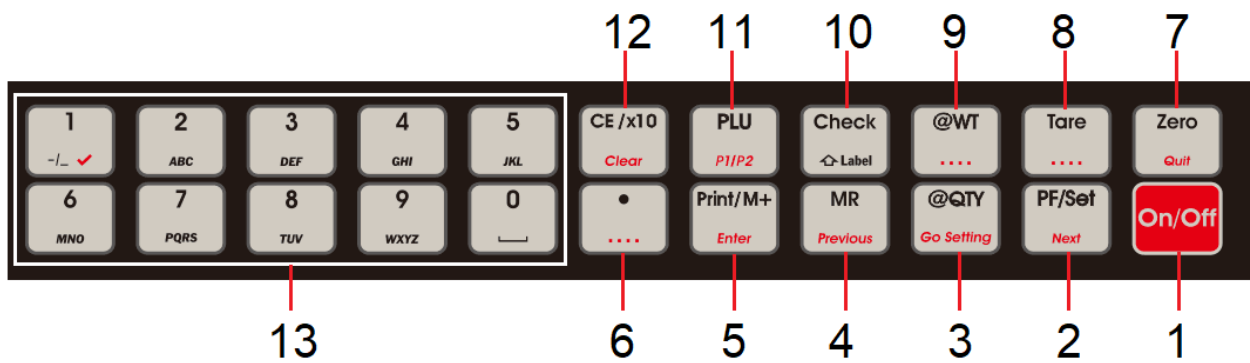 12 11 10 9 8 7
1 2 3 4 5 CE/x10 PLU Check @WT Tare Zero
-/_ ✓ ABC DEF GHI JKL Clear P1/P2 ⇧ Label .... .... Quit
6 7 8 9 0 • Print/M+ MR @QTY PF/Set On/Off
MNO PQRS TUV WXYZ .... Enter Previous Go Setting Next
13 6 5 4 3 2 1